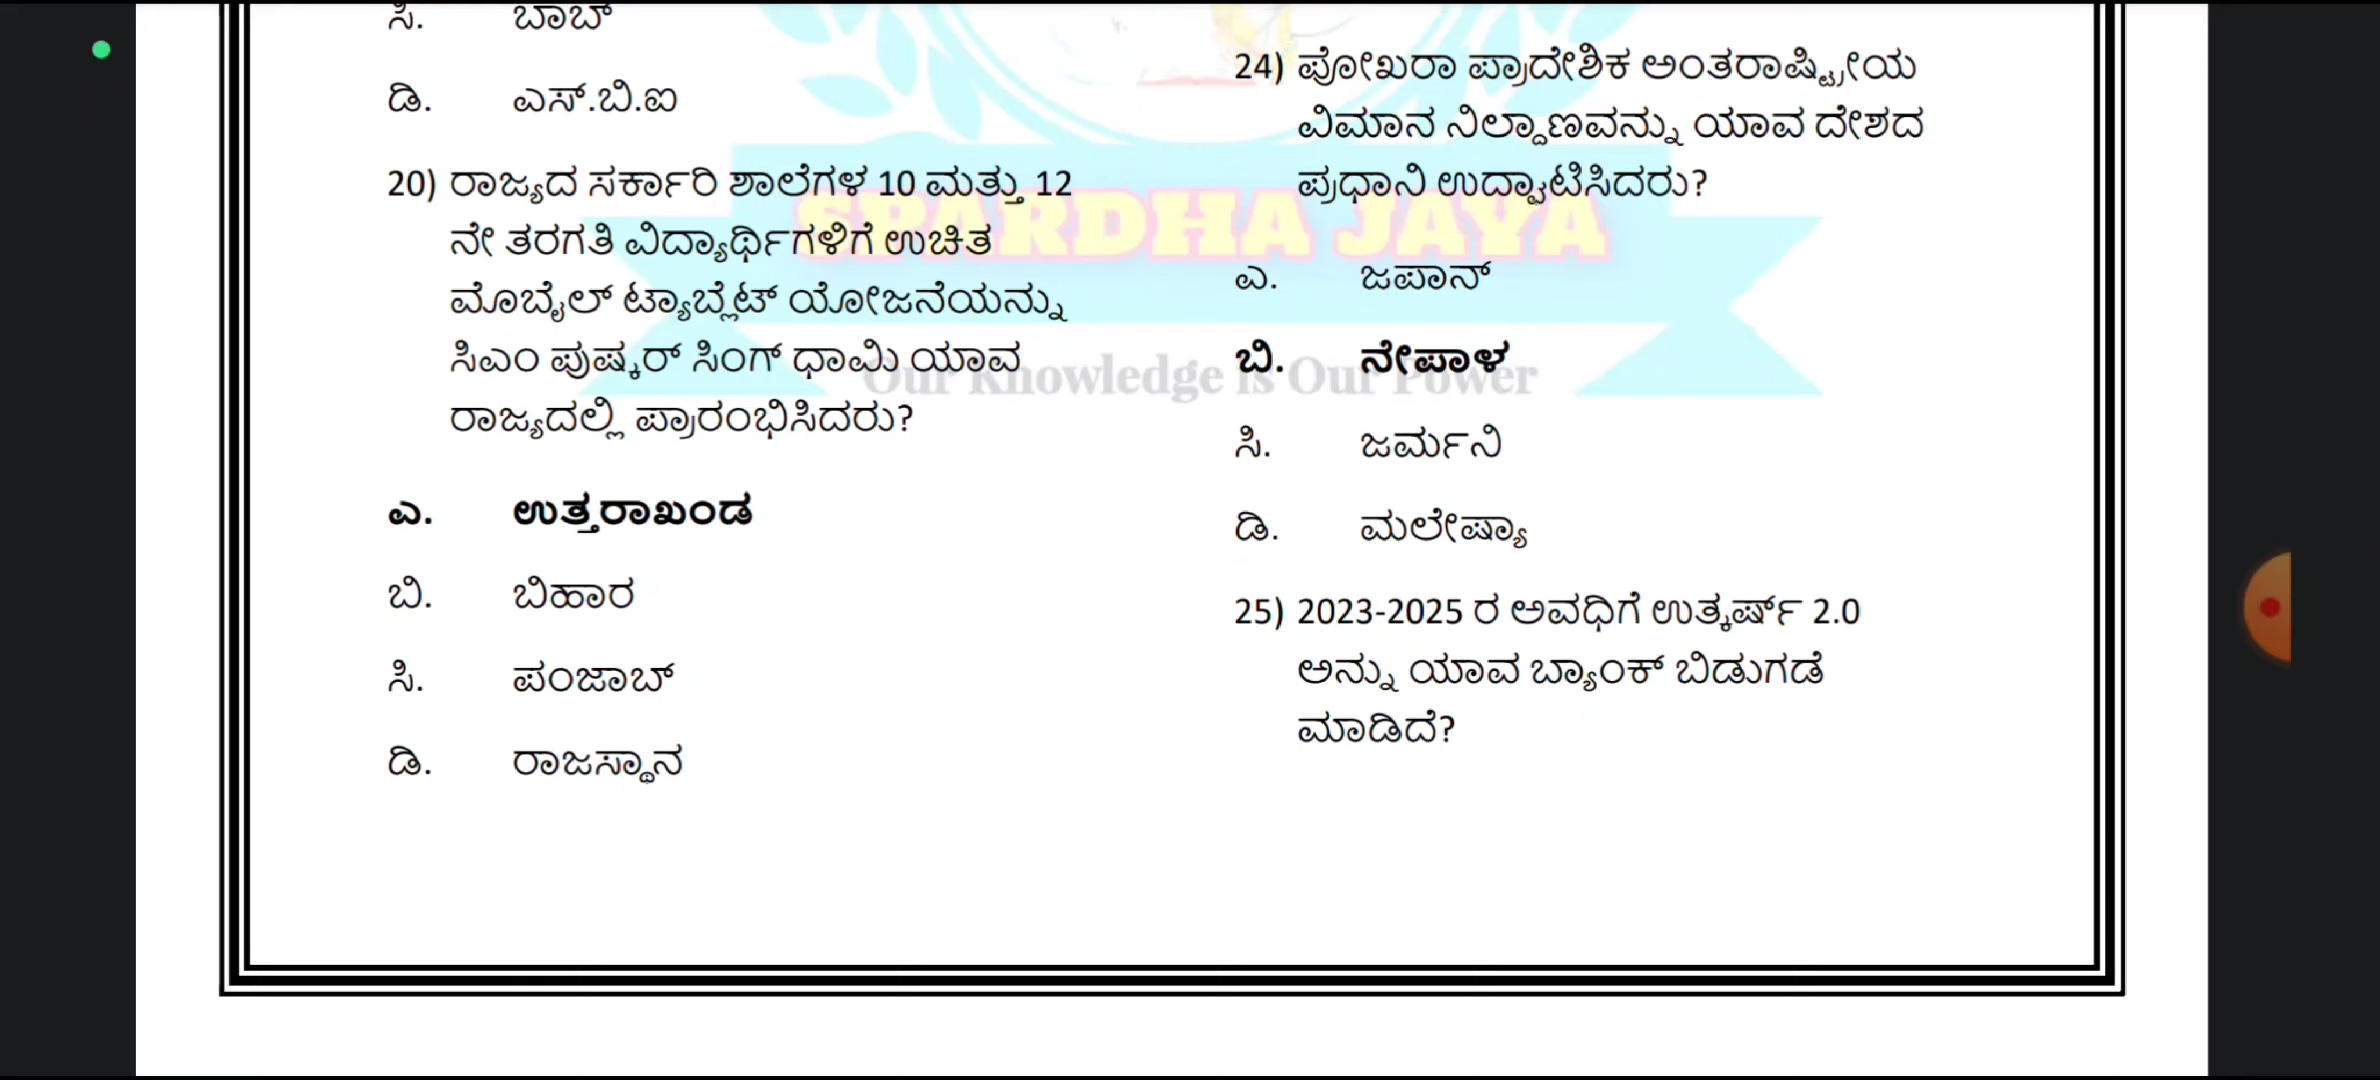 ಸಿ. ಬಾಬ್
ಡಿ. ಎಸ್.ಬಿ.ಐ
20) ರಾಜ್ಯದ ಸರ್ಕಾರಿ ಶಾಲೆಗಳ 10 ಮತ್ತು 12
ನೇ ತರಗತಿ ವಿದ್ಯಾರ್ಥಿಗಳಿಗೆ ಉಚಿತ
ಮೊಬೈಲ್ ಟ್ಯಾಬ್ಲೆಟ್ ಯೋಜನೆಯನ್ನು
ಸಿಎಂ ಪುಷ್ಕರ್ ಸಿಂಗ್ ಧಾಮಿ ಯಾವ
ರಾಜ್ಯದಲ್ಲಿ ಪ್ರಾರಂಭಿಸಿದರು?
ಎ. ಉತ್ತರಾಖಂಡ
ಬಿ. ಬಿಹಾರ
ಸಿ. ಪಂಜಾಬ್
ಡಿ. ರಾಜಸ್ಥಾನ
24) ಪೋಖರಾ ಪ್ರಾದೇಶಿಕ ಅಂತರಾಷ್ಟ್ರೀಯ
ವಿಮಾನ ನಿಲ್ದಾಣವನ್ನು ಯಾವ ದೇಶದ
ಪ್ರಧಾನಿ ಉದ್ಘಾಟಿಸಿದರು?
ಎ. ಜಪಾನ್
ಬಿ. ನೇಪಾಳ
ಸಿ. ಜರ್ಮನಿ
ಡಿ. ಮಲೇಷ್ಯಾ
25) 2023-2025 ರ ಅವಧಿಗೆ ಉತ್ಕರ್ಷ್ 2.0
ಅನ್ನು ಯಾವ ಬ್ಯಾಂಕ್ ಬಿಡುಗಡೆ
ಮಾಡಿದೆ?
SPARDHA JAYA
Our Knowledge is Our Power